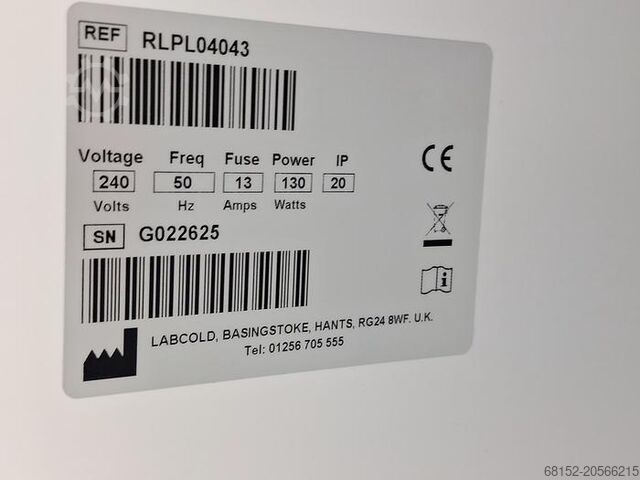 REF RLPL04043
Voltage Freq Fuse Power IP
240 50 13 130 20
Volts Hz Amps Watts
SN G022625
LABCOLD, BASINGSTOKE, HANTS, RG24 8WF. U.K.
Tel: 01256 705 555
CE
i
68152-20566215